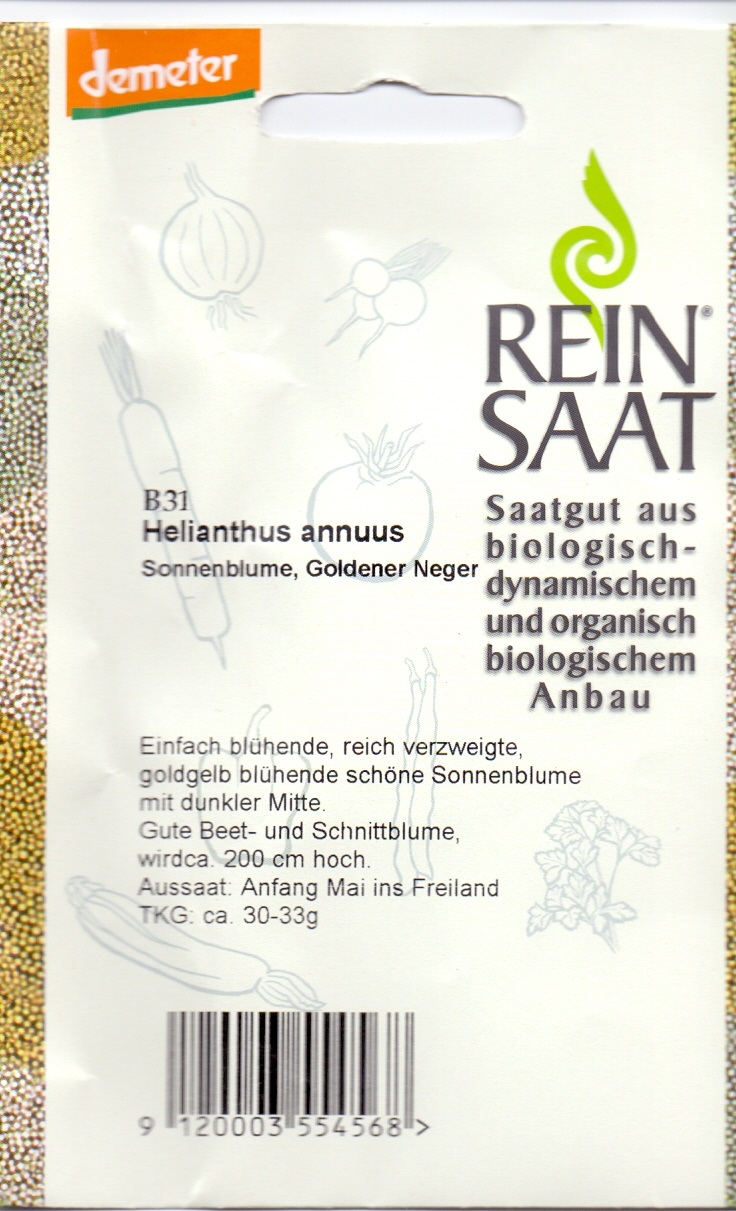 demeter
REIN®
SAAT
Saatgut aus
biologisch-
dynamischem
und organisch
biologischem
Anbau
B31
Helianthus annuus
Sonnenblume, Goldener Neger
Einfach blühende, reich verzweigte,
goldgelb blühende schöne Sonnenblume
mit dunkler Mitte.
Gute Beet- und Schnittblume,
wirdca. 200 cm hoch.
Aussaat: Anfang Mai ins Freiland
TKG: ca. 30-33g
9 120003 554568 >